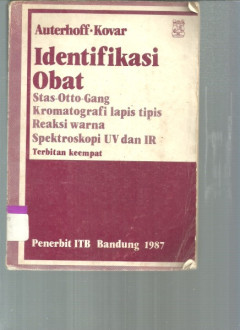 Auterhoff·Kovar
Identifikasi
Obat
Stas-Otto-Gang
Kromatografi lapis tipis
Reaksi warna
Spektroskopi UV dan IR
Terbitan keempat
Penerbit ITB Bandung 1987